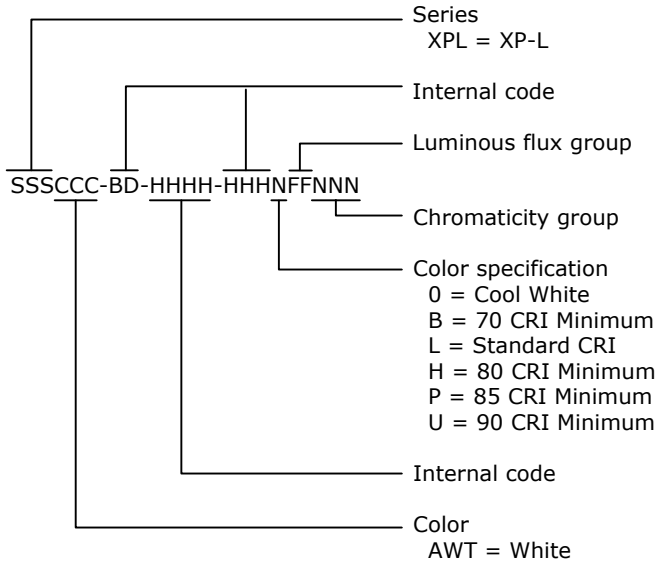 Series
XPL = XP-L
Internal code
Luminous flux group
SSSCCC-BD-HHHH-HHHNFFNNN
Chromaticity group
Color specification
0 = Cool White
B = 70 CRI Minimum
L = Standard CRI
H = 80 CRI Minimum
P = 85 CRI Minimum
U = 90 CRI Minimum
Internal code
Color
AWT = White